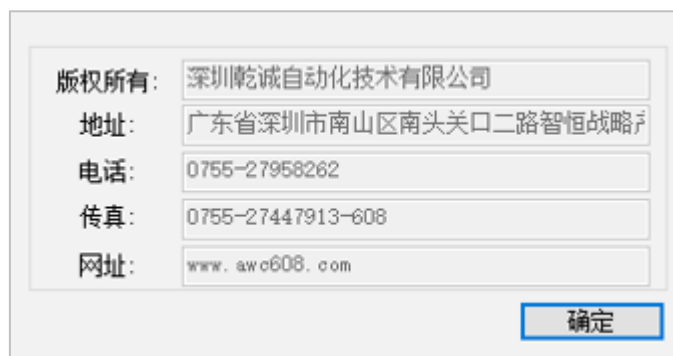 版权所有: 深圳乾诚自动化技术有限公司
地址: 广东省深圳市南山区南头关口二路智恒战略
电话: 0755-27958262
传真: 0755-27447913-608
网址: www.awc608.com
确定